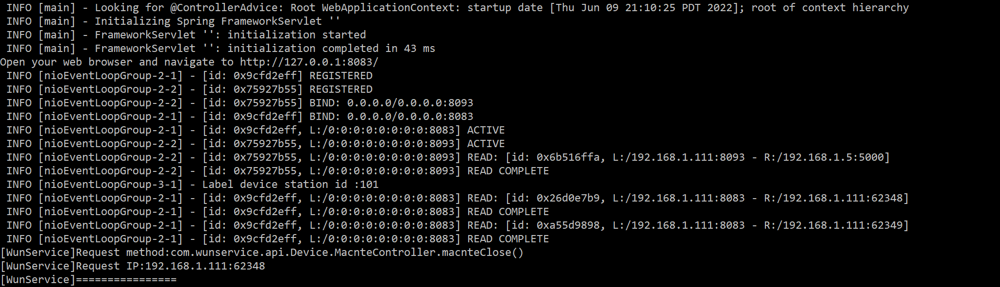 INFO [main] - Looking for @ControllerAdvice: Root WebApplicationContext: startup date [Thu Jun 09 21:10:25 PDT 2022]; root of context hierarchy
INFO [main] - Initializing Spring FrameworkServlet ''
INFO [main] - FrameworkServlet '': initialization started
INFO [main] - FrameworkServlet '': initialization completed in 43 ms
Open your web browser and navigate to http://127.0.0.1:8083/
INFO [nioEventLoopGroup-2-1] - [id: 0x9cfd2eff] REGISTERED
INFO [nioEventLoopGroup-2-2] - [id: 0x75927b55] REGISTERED
INFO [nioEventLoopGroup-2-2] - [id: 0x75927b55] BIND: 0.0.0.0/0.0.0.0:8093
INFO [nioEventLoopGroup-2-1] - [id: 0x9cfd2eff] BIND: 0.0.0.0/0.0.0.0:8083
INFO [nioEventLoopGroup-2-1] - [id: 0x9cfd2eff, L:/0:0:0:0:0:0:0:0:8083] ACTIVE
INFO [nioEventLoopGroup-2-2] - [id: 0x75927b55, L:/0:0:0:0:0:0:0:0:8093] ACTIVE
INFO [nioEventLoopGroup-2-2] - [id: 0x75927b55, L:/0:0:0:0:0:0:0:0:8093] READ: [id: 0x6b516ffa, L:/192.168.1.111:8093 - R:/192.168.1.5:5000]
INFO [nioEventLoopGroup-2-2] - [id: 0x75927b55, L:/0:0:0:0:0:0:0:0:8093] READ COMPLETE
INFO [nioEventLoopGroup-3-1] - Label device station id :101
INFO [nioEventLoopGroup-2-1] - [id: 0x9cfd2eff, L:/0:0:0:0:0:0:0:0:8083] READ: [id: 0x26d0e7b9, L:/192.168.1.111:8083 - R:/192.168.1.111:62348]
INFO [nioEventLoopGroup-2-1] - [id: 0x9cfd2eff, L:/0:0:0:0:0:0:0:0:8083] READ COMPLETE
INFO [nioEventLoopGroup-2-1] - [id: 0x9cfd2eff, L:/0:0:0:0:0:0:0:0:8083] READ: [id: 0xa55d9898, L:/192.168.1.111:8083 - R:/192.168.1.111:62349]
INFO [nioEventLoopGroup-2-1] - [id: 0x9cfd2eff, L:/0:0:0:0:0:0:0:0:8083] READ COMPLETE
[WunService]Request method:com.wunservice.api.Device.MacnteController.macnteClose()
[WunService]Request IP:192.168.1.111:62348
[WunService]================